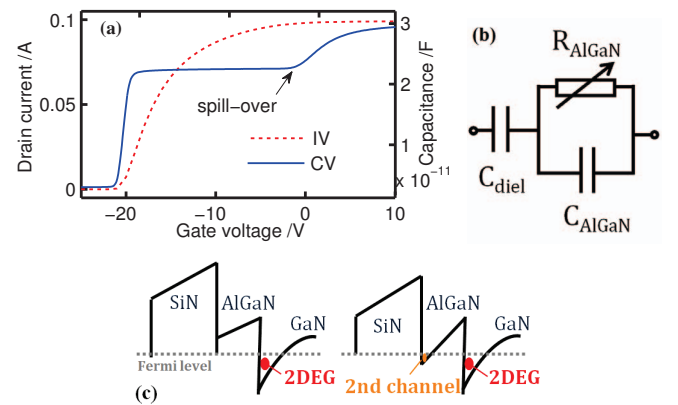 (a)
0.1
0.05
0
Drain current /A
3
2
1
x 10⁻¹¹
Capacitance /F
spill−over
IV
CV
−20
−10
0
10
Gate voltage /V
(b)
R_AlGaN
C_diel
C_AlGaN
SiN
AlGaN
GaN
Fermi level
2DEG
(c)
SiN
AlGaN
GaN
2nd channel
2DEG